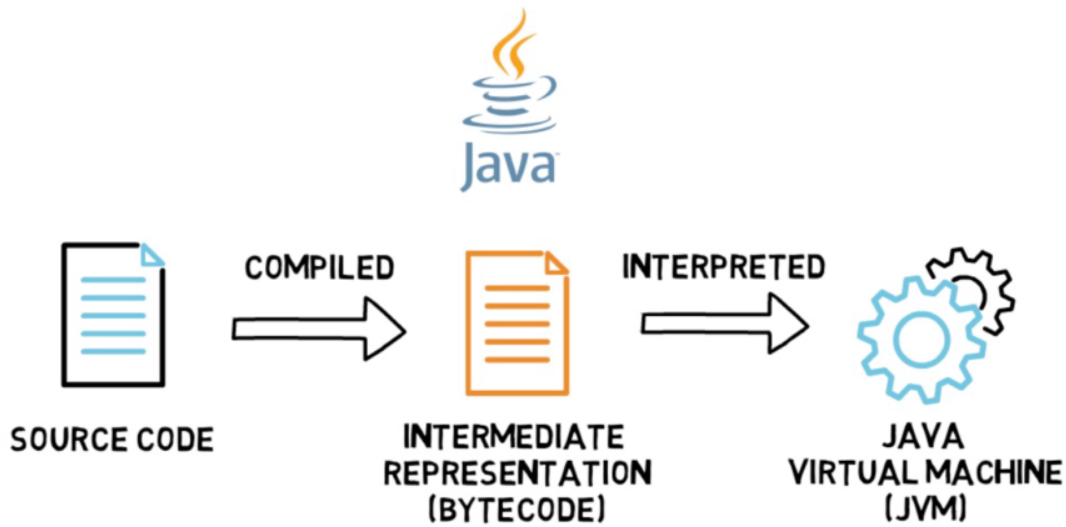 Java
COMPILED
INTERPRETED
SOURCE CODE
INTERMEDIATE
REPRESENTATION
(BYTECODE)
JAVA
VIRTUAL MACHINE
(JVM)